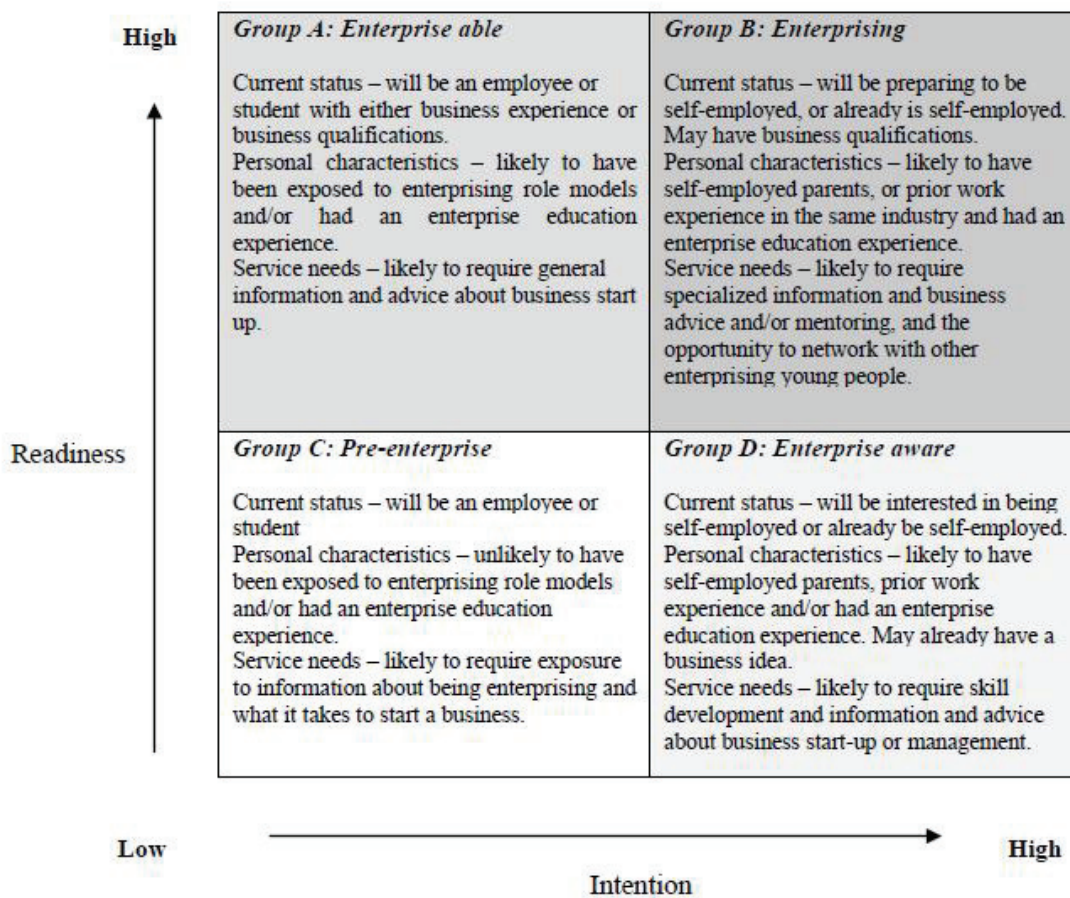 High
Group A: Enterprise able
Current status – will be an employee or
student with either business experience or
business qualifications.
Personal characteristics – likely to have
been exposed to enterprising role models
and/or had an enterprise education
experience.
Service needs – likely to require general
information and advice about business start
up.
Group B: Enterprising
Current status – will be preparing to be
self-employed, or already is self-employed.
May have business qualifications.
Personal characteristics – likely to have
self-employed parents, or prior work
experience in the same industry and had an
enterprise education experience.
Service needs – likely to require
specialized information and business
advice and/or mentoring, and the
opportunity to network with other
enterprising young people.
Readiness
Group C: Pre-enterprise
Current status – will be an employee or
student
Personal characteristics – unlikely to have
been exposed to enterprising role models
and/or had an enterprise education
experience.
Service needs – likely to require exposure
to information about being enterprising and
what it takes to start a business.
Group D: Enterprise aware
Current status – will be interested in being
self-employed or already be self-employed.
Personal characteristics – likely to have
self-employed parents, prior work
experience and/or had an enterprise
education experience. May already have a
business idea.
Service needs – likely to require skill
development and information and advice
about business start-up or management.
Low
High
Intention